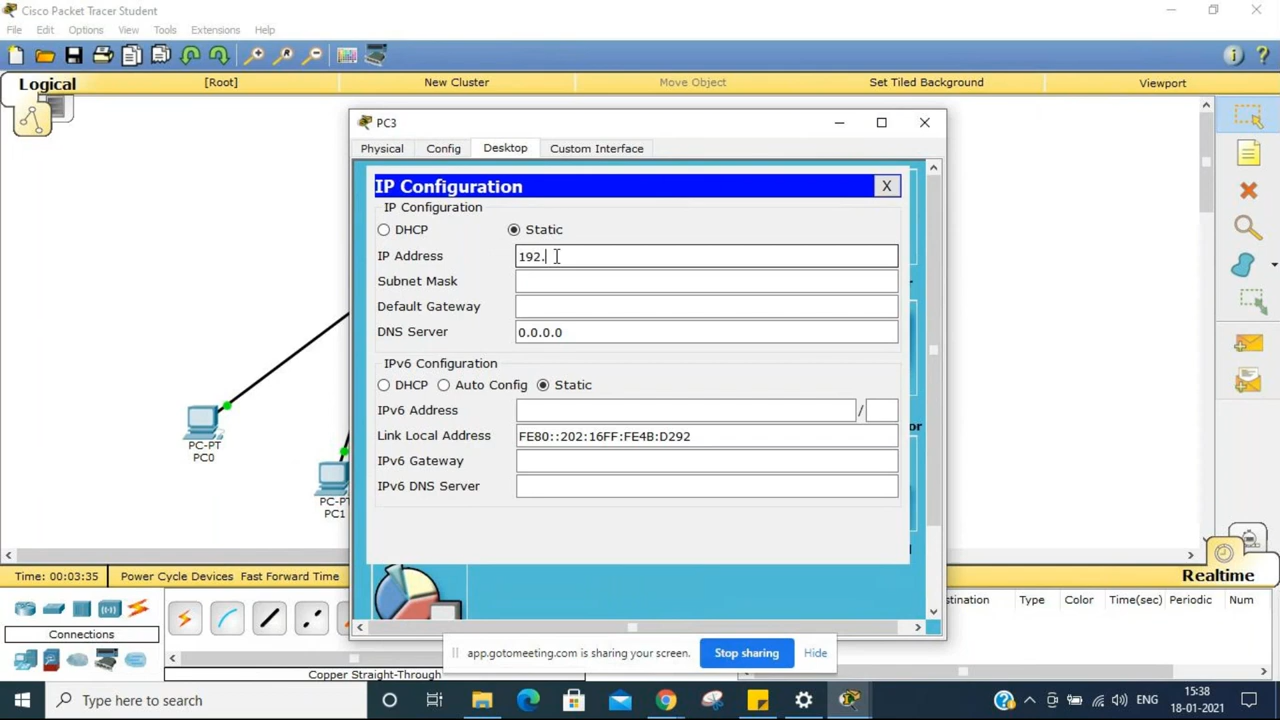 Cisco Packet Tracer Student
File Edit Options View Tools Extensions Help
Logical [Root] New Cluster Move Object Set Tiled Background Viewport
PC3
Physical Config Desktop Custom Interface
IP Configuration X
IP Configuration
DHCP Static
IP Address 192.
Subnet Mask
Default Gateway
DNS Server 0.0.0.0
IPv6 Configuration
DHCP Auto Config Static
IPv6 Address /
Link Local Address FE80::202:16FF:FE4B:D292
IPv6 Gateway
IPv6 DNS Server
PC-PT
PC0
PC-PT
PC1
or
Time: 00:03:35 Power Cycle Devices Fast Forward Time Realtime
Connections
Copper Straight-Through
stination Type Color Time(sec) Periodic Num
app.gotomeeting.com is sharing your screen. Stop sharing Hide
Type here to search
ENG
15:38
18-01-2021